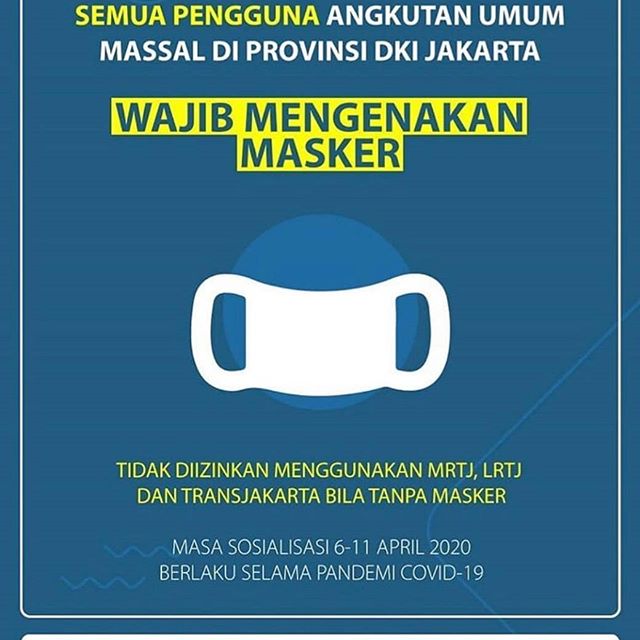 SEMUA PENGGUNA ANGKUTAN UMUM
MASSAL DI PROVINSI DKI JAKARTA
WAJIB MENGENAKAN
MASKER
TIDAK DIIZINKAN MENGGUNAKAN MRTJ, LRTJ
DAN TRANSJAKARTA BILA TANPA MASKER
MASA SOSIALISASI 6-11 APRIL 2020
BERLAKU SELAMA PANDEMI COVID-19